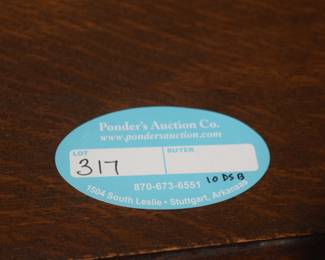 Ponder's Auction Co.
www.pondersauction.com
LOT BUYER
317
870-673-6551 10 DS B
1504 South Leslie • Stuttgart, Arkansas